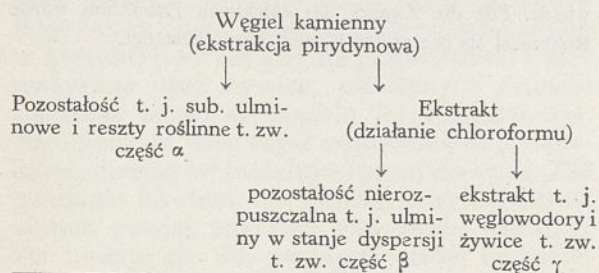 Węgiel kamienny
(ekstrakcja pirydynowa)
Pozostałość t. j. sub. ulmi-
nowe i reszty roślinne t. zw.
część α
Ekstrakt
(działanie chloroformu)
pozostałość nieroz-
puszczalna t. j. ulmi-
ny w stanje dyspersji
t. zw. część β
ekstrakt t. j.
węglowodory i
żywice t. zw.
część γ